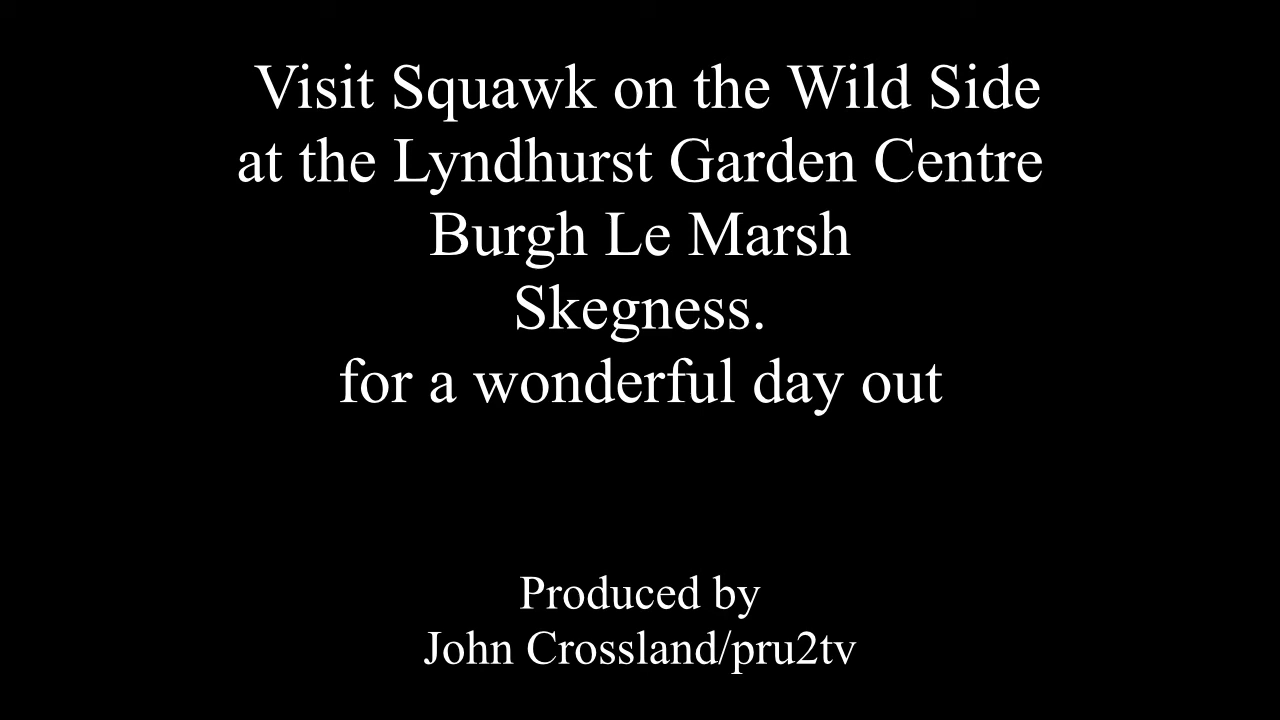 Visit Squawk on the Wild Side
at the Lyndhurst Garden Centre
Burgh Le Marsh
Skegness.
for a wonderful day out
Produced by
John Crossland/pru2tv